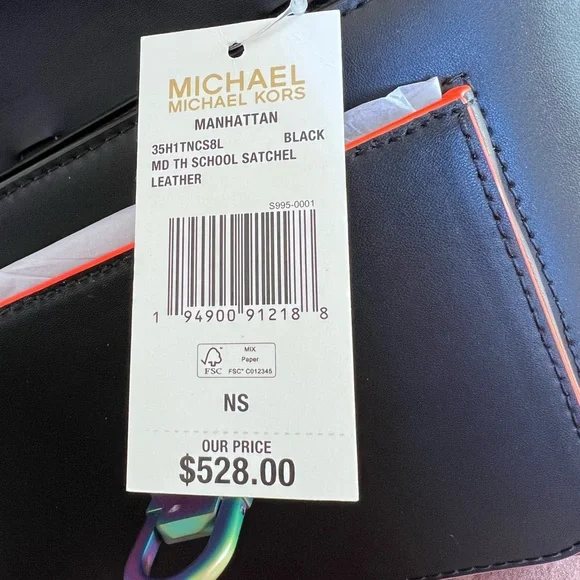 MICHAEL
MICHAEL KORS
MANHATTAN
35H1TNCS8L BLACK
MD TH SCHOOL SATCHEL
LEATHER
S995-0001
1 94900 91218 8
MIX
Paper
FSC FSC® C012345
NS
OUR PRICE
$528.00